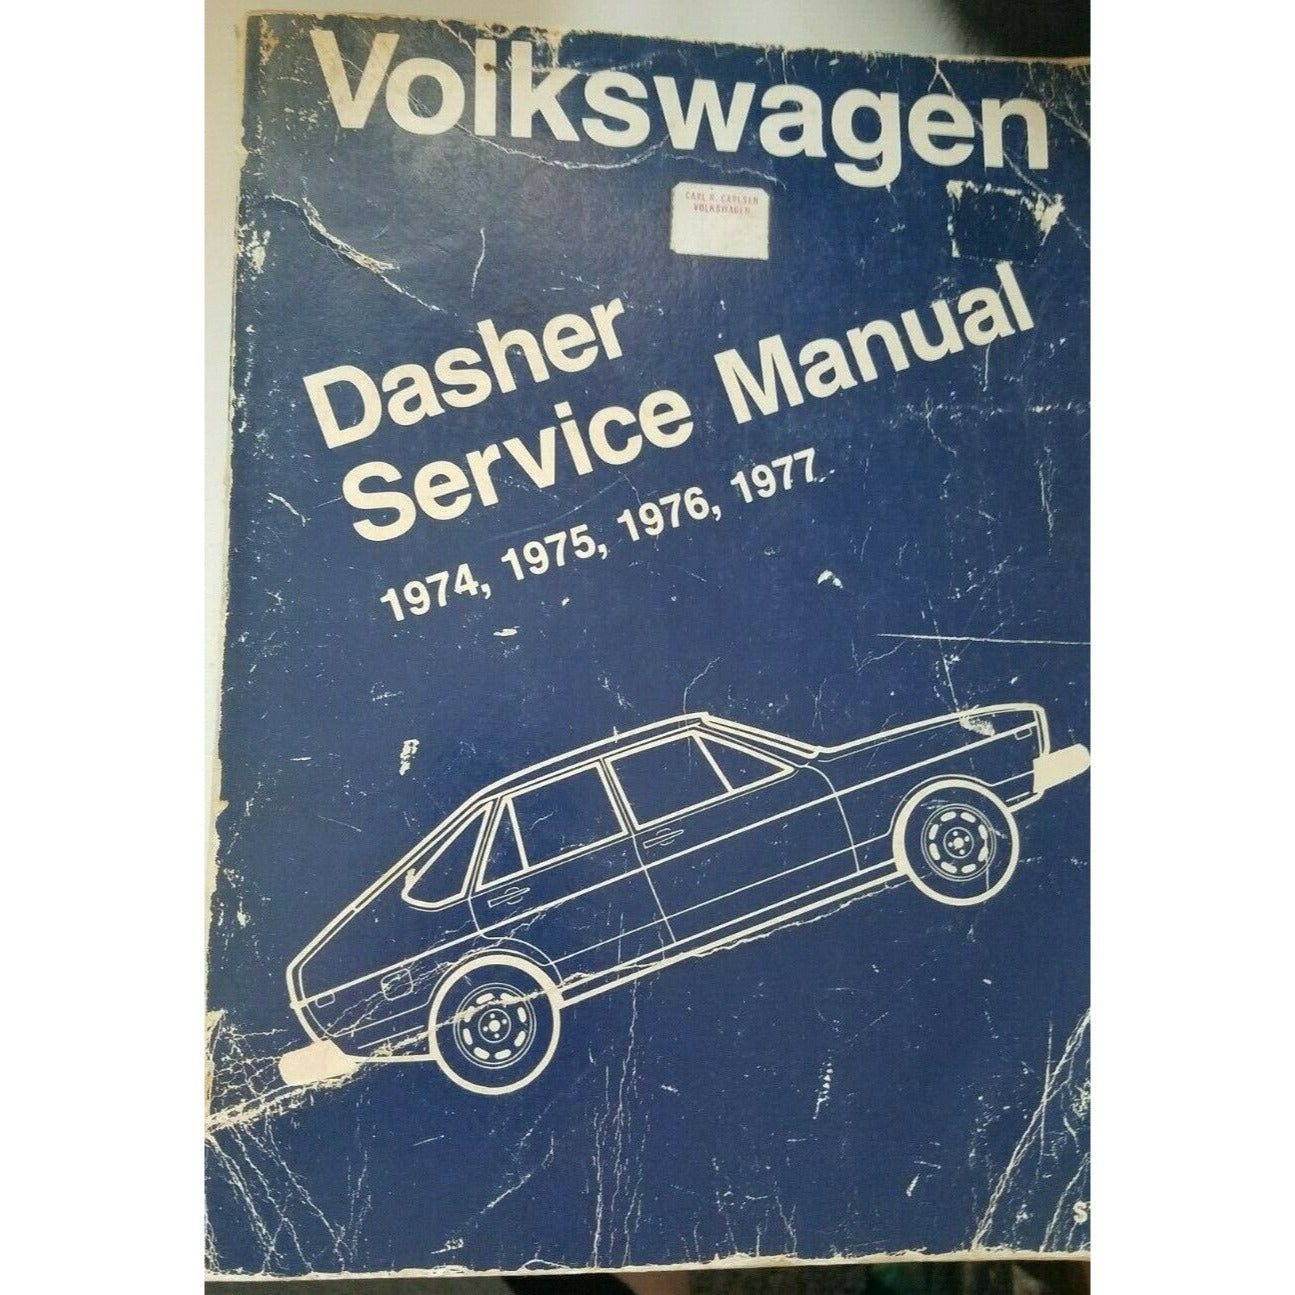 Volkswagen
CARL R. CARLSEN
VOLKSWAGEN
Dasher
Service Manual
1974, 1975, 1976, 1977